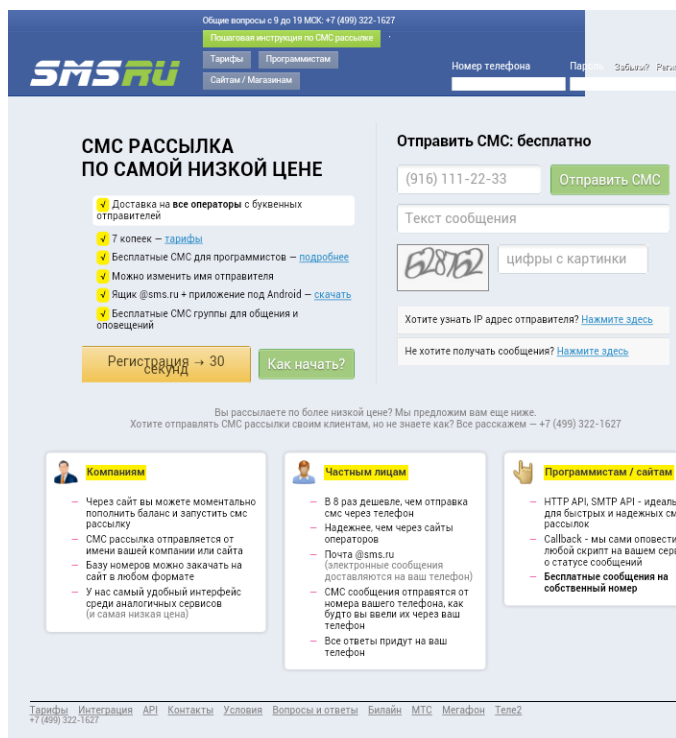 Общие вопросы с 9 до 19 МСК: +7 (499) 322-1627
Пошаговая инструкция по СМС рассылке
Тарифы
Программистам
Сайтам / Магазинам
SMSRU
Номер телефона
Забыли?
СМС РАССЫЛКА
ПО САМОЙ НИЗКОЙ ЦЕНЕ
√ Доставка на все операторы с буквенных
отправителей
√ 7 копеек — тарифы
√ Бесплатные СМС для программистов — подробнее
√ Можно изменить имя отправителя
√ Ящик @sms.ru + приложение под Android — скачать
√ Бесплатные СМС группы для общения и
оповещений
Регистрация → 30
секунд
Как начать?
Отправить СМС: бесплатно
(916) 111-22-33
Отправить СМС
Текст сообщения
628762
цифры с картинки
Хотите узнать IP адрес отправителя? Нажмите здесь
Не хотите получать сообщения? Нажмите здесь
Вы рассылаете по более низкой цене? Мы предложим вам еще ниже.
Хотите отправлять СМС рассылки своим клиентам, но не знаете как? Все расскажем — +7 (499) 322-1627
Компаниям
— Через сайт вы можете моментально
пополнить баланс и запустить смс
рассылку
— СМС рассылка отправляется от
имени вашей компании или сайта
— Базу номеров можно закачать на
сайт в любом формате
— У нас самый удобный интерфейс
среди аналогичных сервисов
(и самая низкая цена)
Частным лицам
— В 8 раз дешевле, чем отправка
смс через телефон
— Надежнее, чем через сайты
операторов
— Почта @sms.ru
(электронные сообщения
доставляются на ваш телефон)
— СМС сообщения отправятся от
номера вашего телефона, как
будто вы ввели их через ваш
телефон
— Все ответы придут на ваш
телефон
Программистам / сайтам
— HTTP API, SMTP API - идеаль
для быстрых и надежных см
рассылок
— Callback - мы сами оповести
любой скрипт на вашем сер
о статусе сообщений
— Бесплатные сообщения на
собственный номер
Тарифы Интеграция API Контакты Условия Вопросы и ответы Билайн МТС Мегафон Теле2
+7 (499) 322-1627